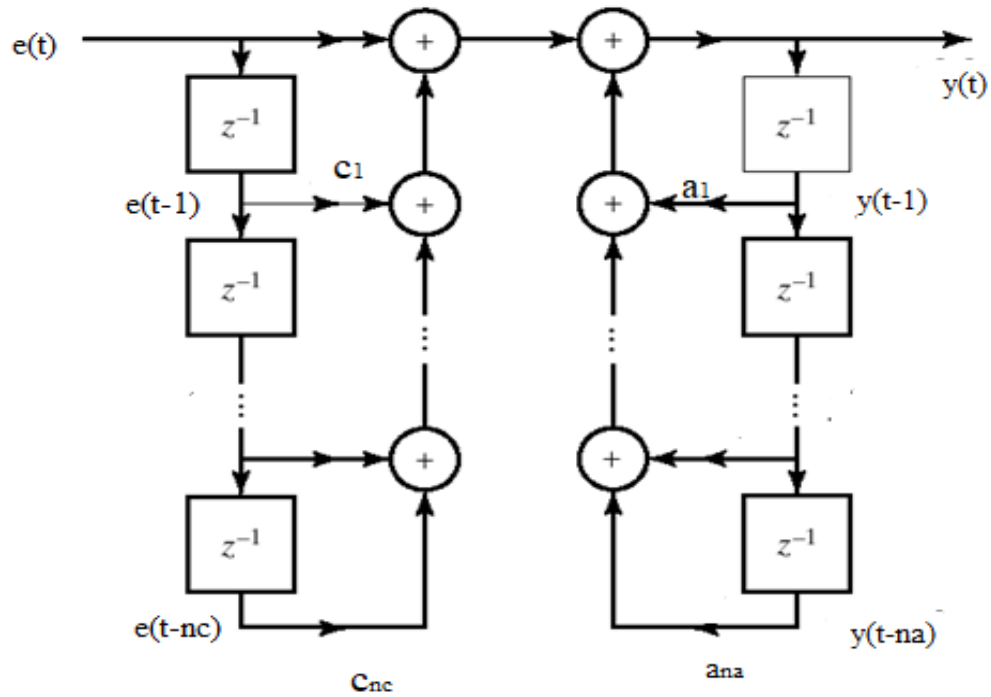 e(t) + + y(t)
z⁻¹ z⁻¹
c1 a1
e(t-1) + + y(t-1)
z⁻¹ z⁻¹
⋮ ⋮ ⋮ ⋮
+ +
z⁻¹ z⁻¹
e(t-nc) y(t-na)
cnc ana